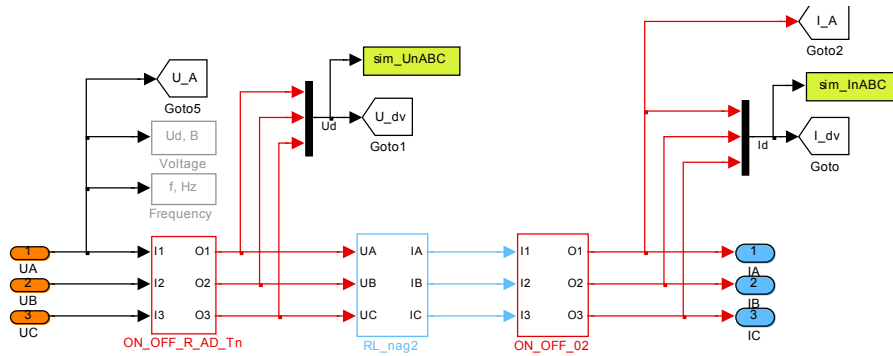 I_A
Goto2
sim_UnABC
U_A
Goto5
sim_InABC
U_dv
Ud
Goto1
I_dv
Id
Goto
Ud, B
Voltage
f, Hz
Frequency
1
UA
I1
O1
UA
IA
I1
O1
1
IA
2
UB
I2
O2
UB
IB
I2
O2
2
IB
3
UC
I3
O3
UC
IC
I3
O3
3
IC
ON_OFF_R_AD_Tn
RL_nag2
ON_OFF_02